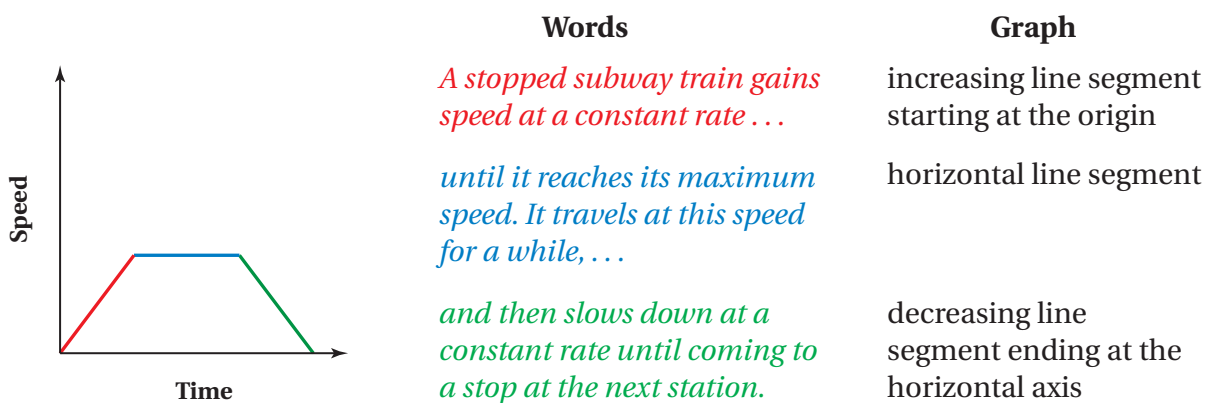 Words
Graph
A stopped subway train gains
speed at a constant rate . . .
increasing line segment
starting at the origin
until it reaches its maximum
speed. It travels at this speed
for a while, . . .
horizontal line segment
and then slows down at a
constant rate until coming to
a stop at the next station.
decreasing line
segment ending at the
horizontal axis
Speed
Time